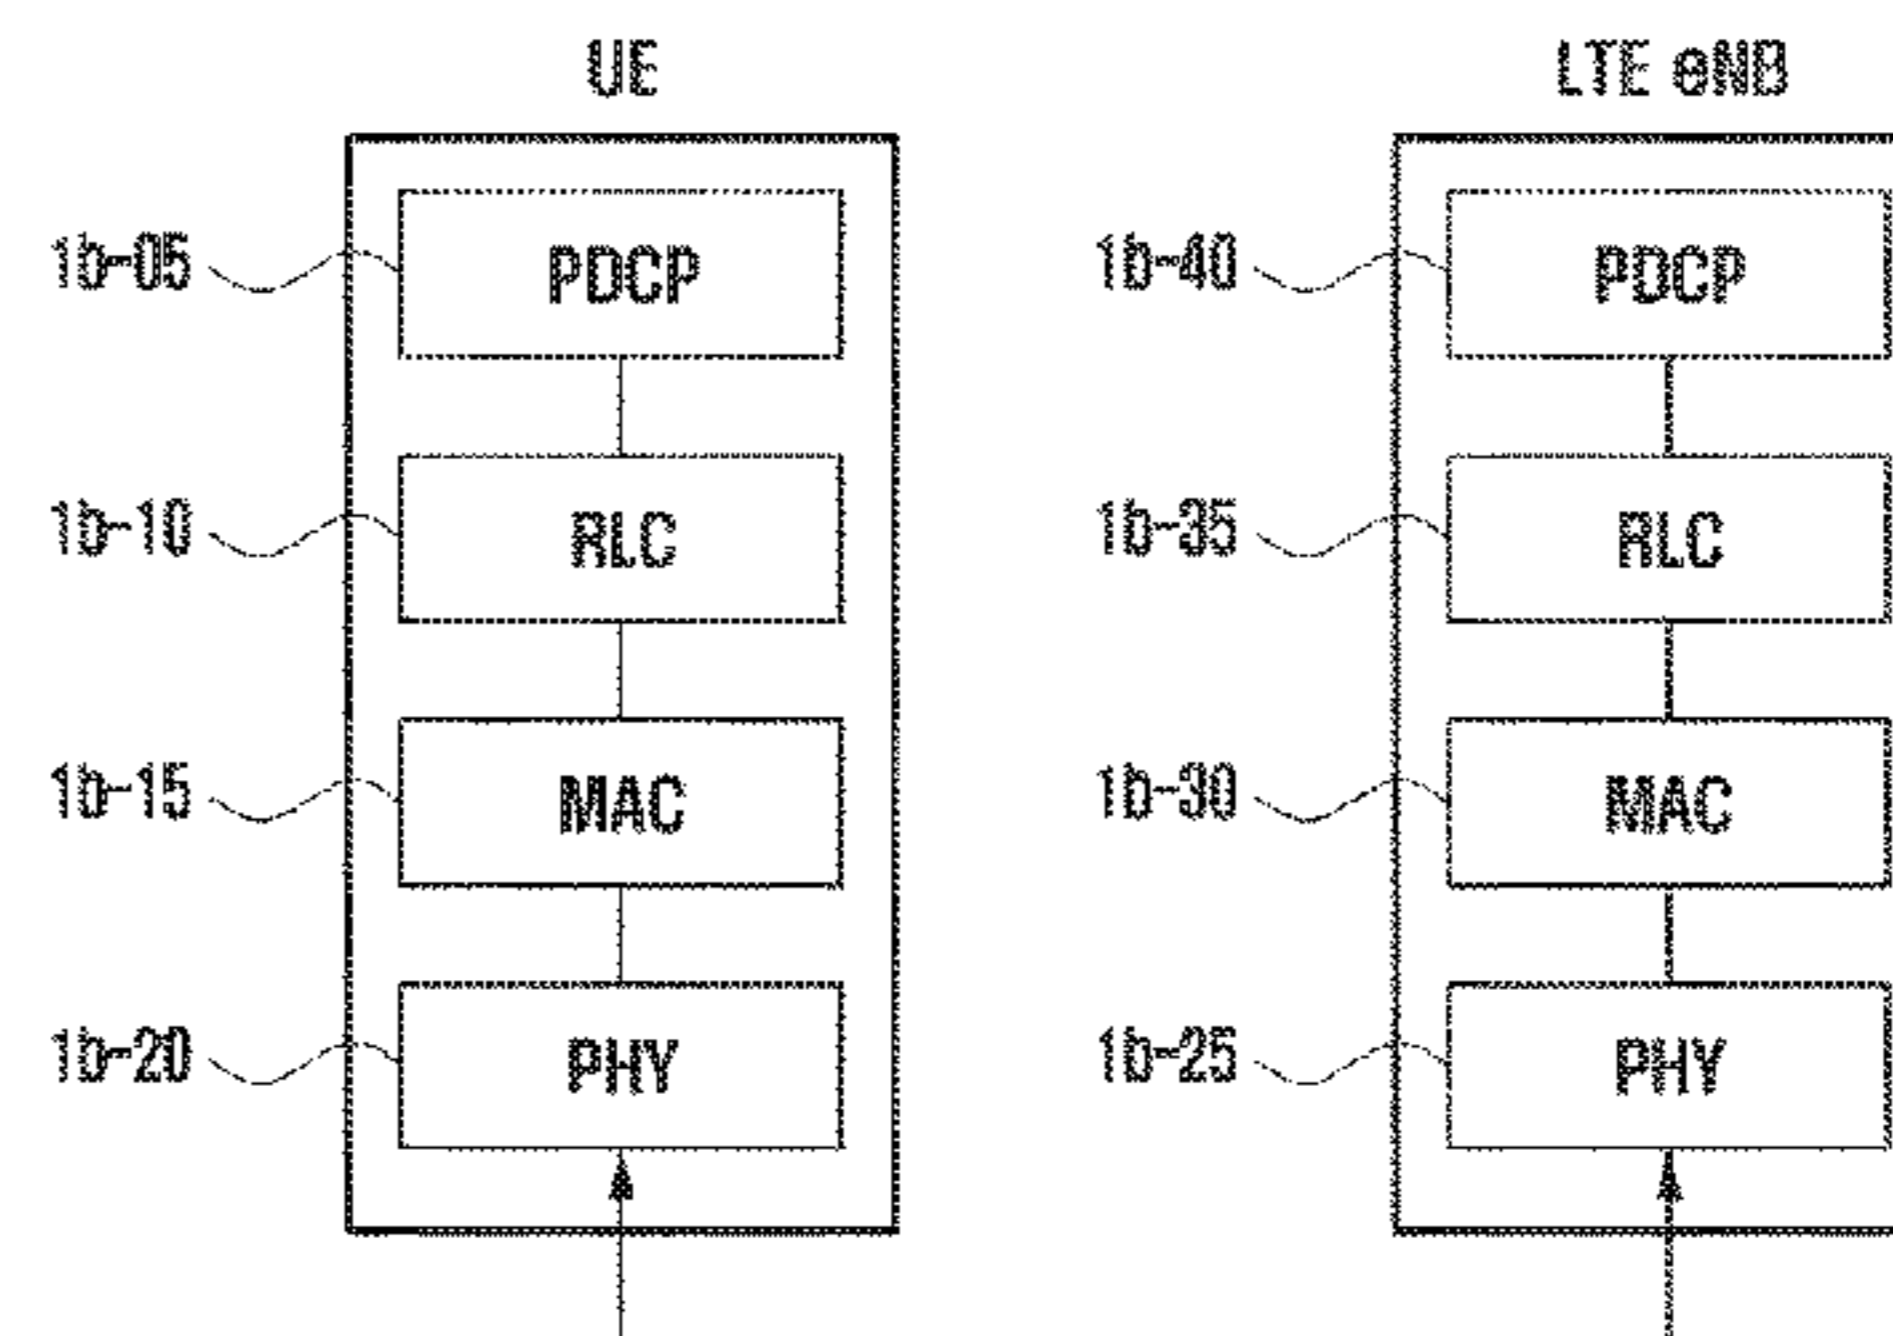 UE LTE eNB
1b-05 PDCP 1b-40 PDCP
1b-10 RLC 1b-35 RLC
1b-15 MAC 1b-30 MAC
1b-20 PHY 1b-25 PHY